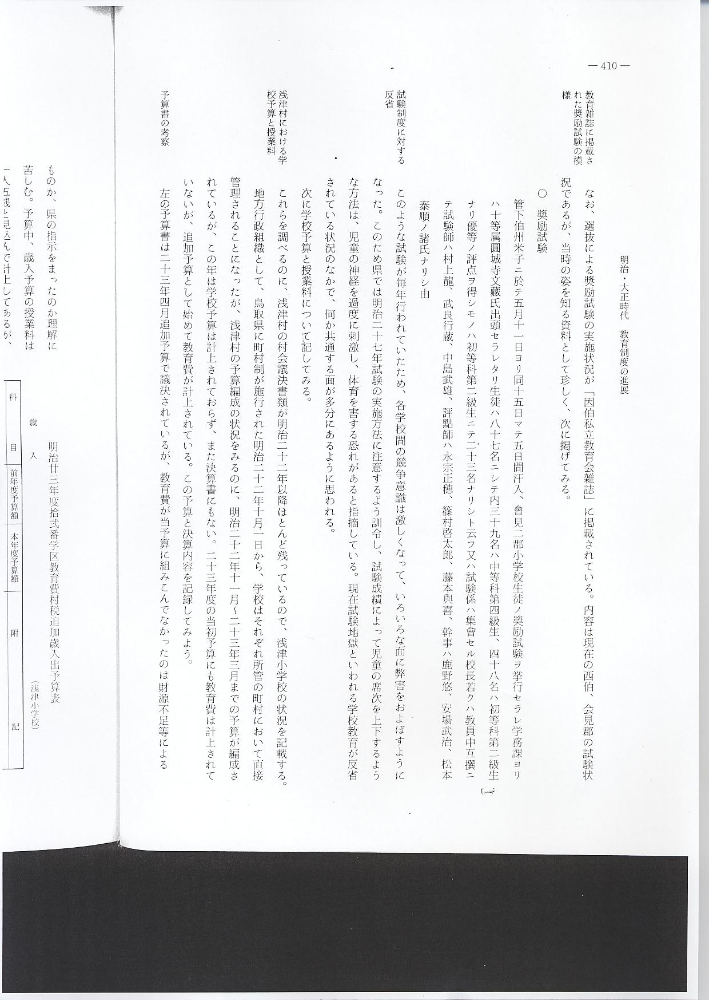 — 410 —
明治・大正時代　教育制度の進展
教育雑誌に掲載さ
れた奨励試験の模
様
なお、選抜による奨励試験の実施状況が「因伯私立教育会雑誌」に掲載されている。内容は現在の西伯、会見郡の試験状
況であるが、当時の姿を知る資料として珍しく、次に掲げてみる。
○　奨励試験
管下伯州米子ニ於テ五月十一日ヨリ同十五日マテ五日間汗入、會見二郡小学校生徒ノ奨励試験ヲ挙行セラレ学務課ヨリ
ハ十等属圓城寺文藏氏出頭セラレタリ生徒ハ八十七名ニシテ内三十九名ハ中等科第四級生、四十八名ハ初等科第二級生
ナリ優等ノ評点ヲ得シモノハ初等科第二級生ニテ二十三名ナリシト云フ又ハ試験係ハ集會セル校長若クハ教員中互撰ニ
テ試験師ハ村上龍、武良行蔵、中島武雄、評點師ハ永宗正穂、篠村啓太郎、藤本與喜、幹事ハ鹿野悠、安場武治、松本
泰順ノ諸氏ナリシ由
試験制度に対する
反省
このような試験が毎年行われていたため、各学校間の競争意識は激しくなって、いろいろな面に弊害をおよぼすように
なった。このため県では明治二十七年試験の実施方法に注意するよう訓令し、試験成績によって児童の席次を上下するよう
な方法は、児童の神経を過度に刺激し、体育を害する恐れがあると指摘している。現在試験地獄といわれる学校教育が反省
されている状況のなかで、何か共通する面が多分にあるように思われる。
次に学校予算と授業料について記してみる。
浅津村における学
校予算と授業料
これらを調べるのに、浅津村の村会議決書類が明治二十二年以降ほとんど残っているので、浅津小学校の状況を記載する。
地方行政組織として、鳥取県に町村制が施行された明治二十二年十月一日から、学校はそれぞれ所管の町村において直接
管理されることになったが、浅津村の予算編成の状況をみるのに、明治二十二年十一月～二十三年三月までの予算が編成さ
れているが、この年は学校予算は計上されておらず、また決算書にもない。二十三年度の当初予算にも教育費は計上されて
いないが、追加予算として始めて教育費が計上されている。この予算と決算内容を記録してみよう。
予算書の考察
左の予算書は二十三年四月追加予算で議決されているが、教育費が当予算に組みこんでなかったのは財源不足等による
ものか、県の指示をまったのか理解に
苦しむ。予算中、歳入予算の授業料は
一人五銭と見込んで計上してあるが、
明治廿三年度拾弐番学区教育費村税追加歳入出予算表
（浅津小学校）
歳　入
科　目
前年度予算額
本年度予算額
附　記